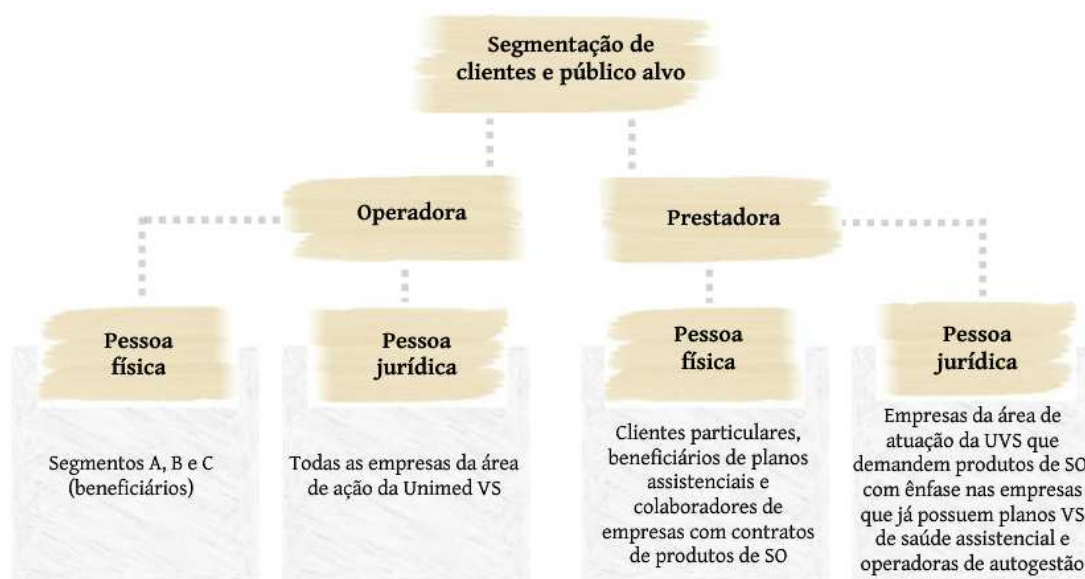 Segmentação de
clientes e público alvo
Operadora
Prestadora
Pessoa
física
Segmentos A, B e C
(beneficiários)
Pessoa
jurídica
Todas as empresas da área
de ação da Unimed VS
Pessoa
física
Clientes particulares,
beneficiários de planos
assistenciais e
colaboradores de
empresas com contratos
de produtos de SO
Pessoa
jurídica
Empresas da área de
atuação da UVS que
demandem produtos de SO
com ênfase nas empresas
que já possuem planos VS
de saúde assistencial e
operadoras de autogestão